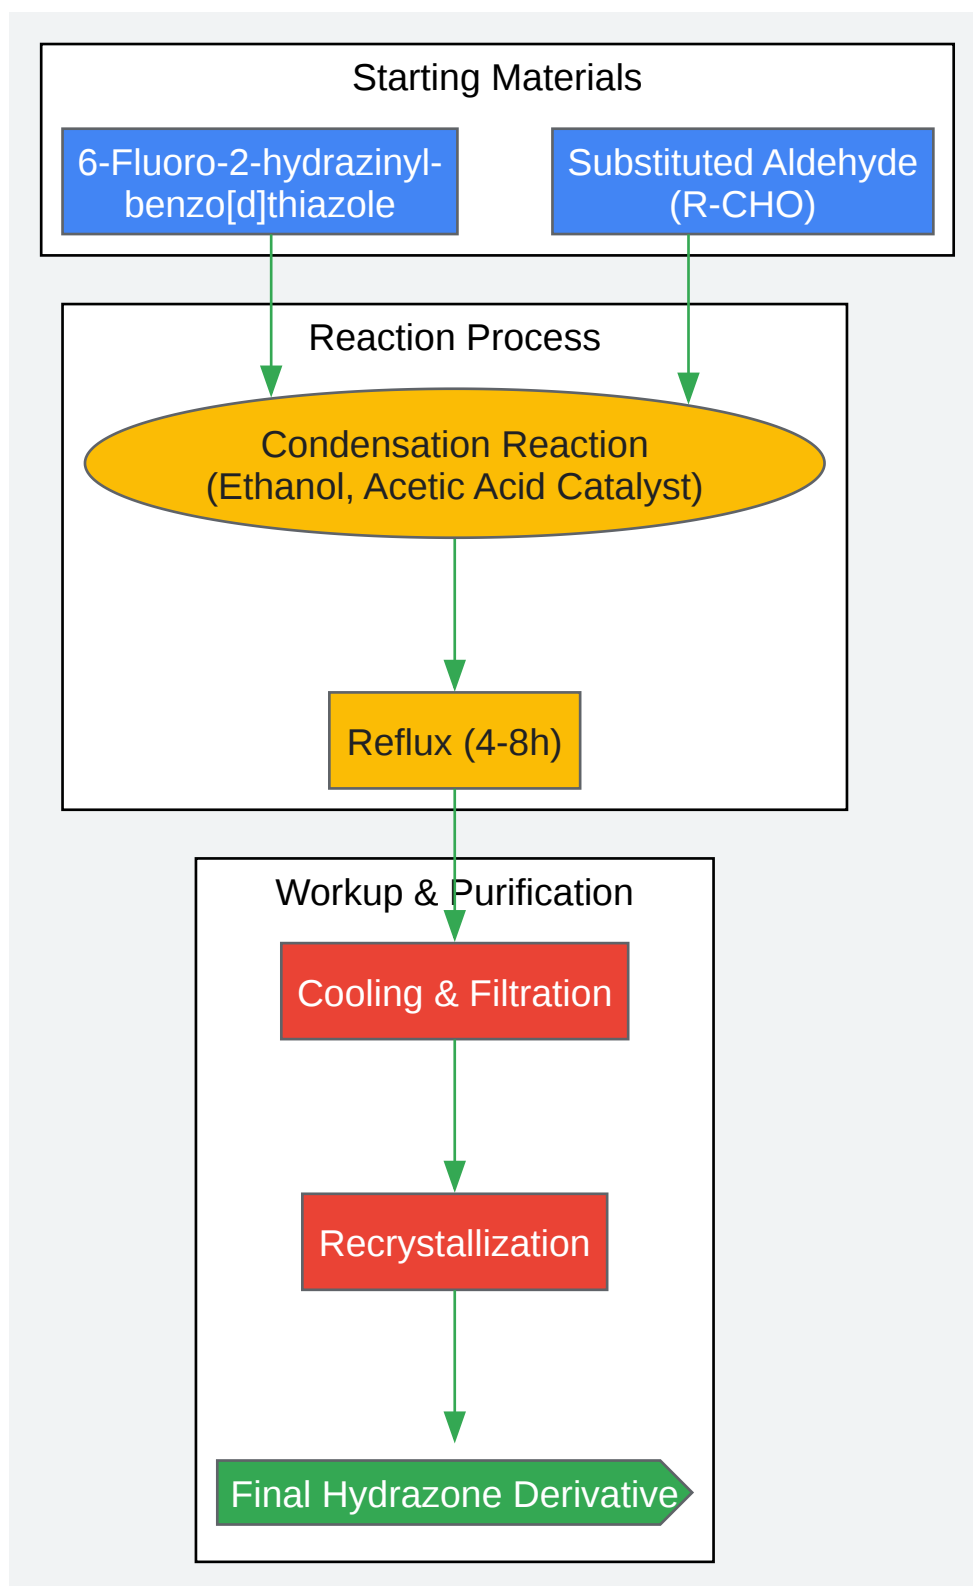 Starting Materials
6-Fluoro-2-hydrazinyl-
benzo[d]thiazole
Substituted Aldehyde
(R-CHO)
Reaction Process
Condensation Reaction
(Ethanol, Acetic Acid Catalyst)
Reflux (4-8h)
Workup & Purification
Cooling & Filtration
Recrystallization
Final Hydrazone Derivative